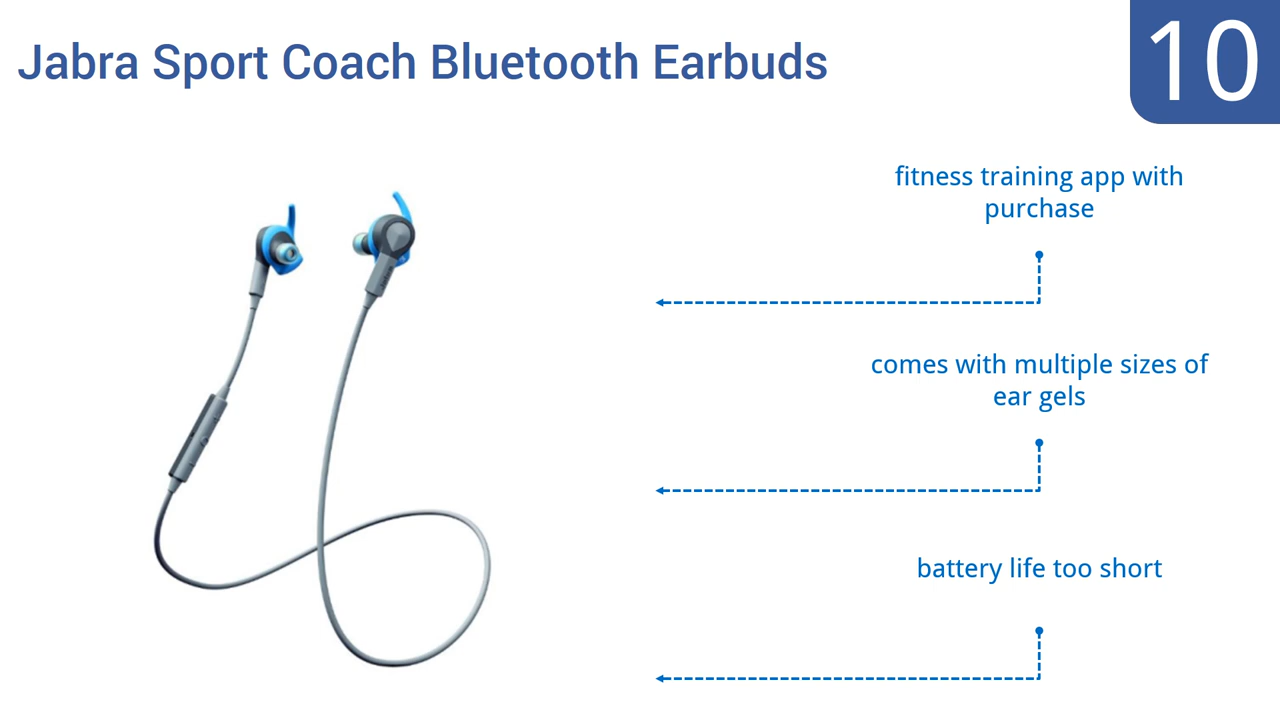 Jabra Sport Coach Bluetooth Earbuds
10
fitness training app with
purchase
comes with multiple sizes of
ear gels
battery life too short